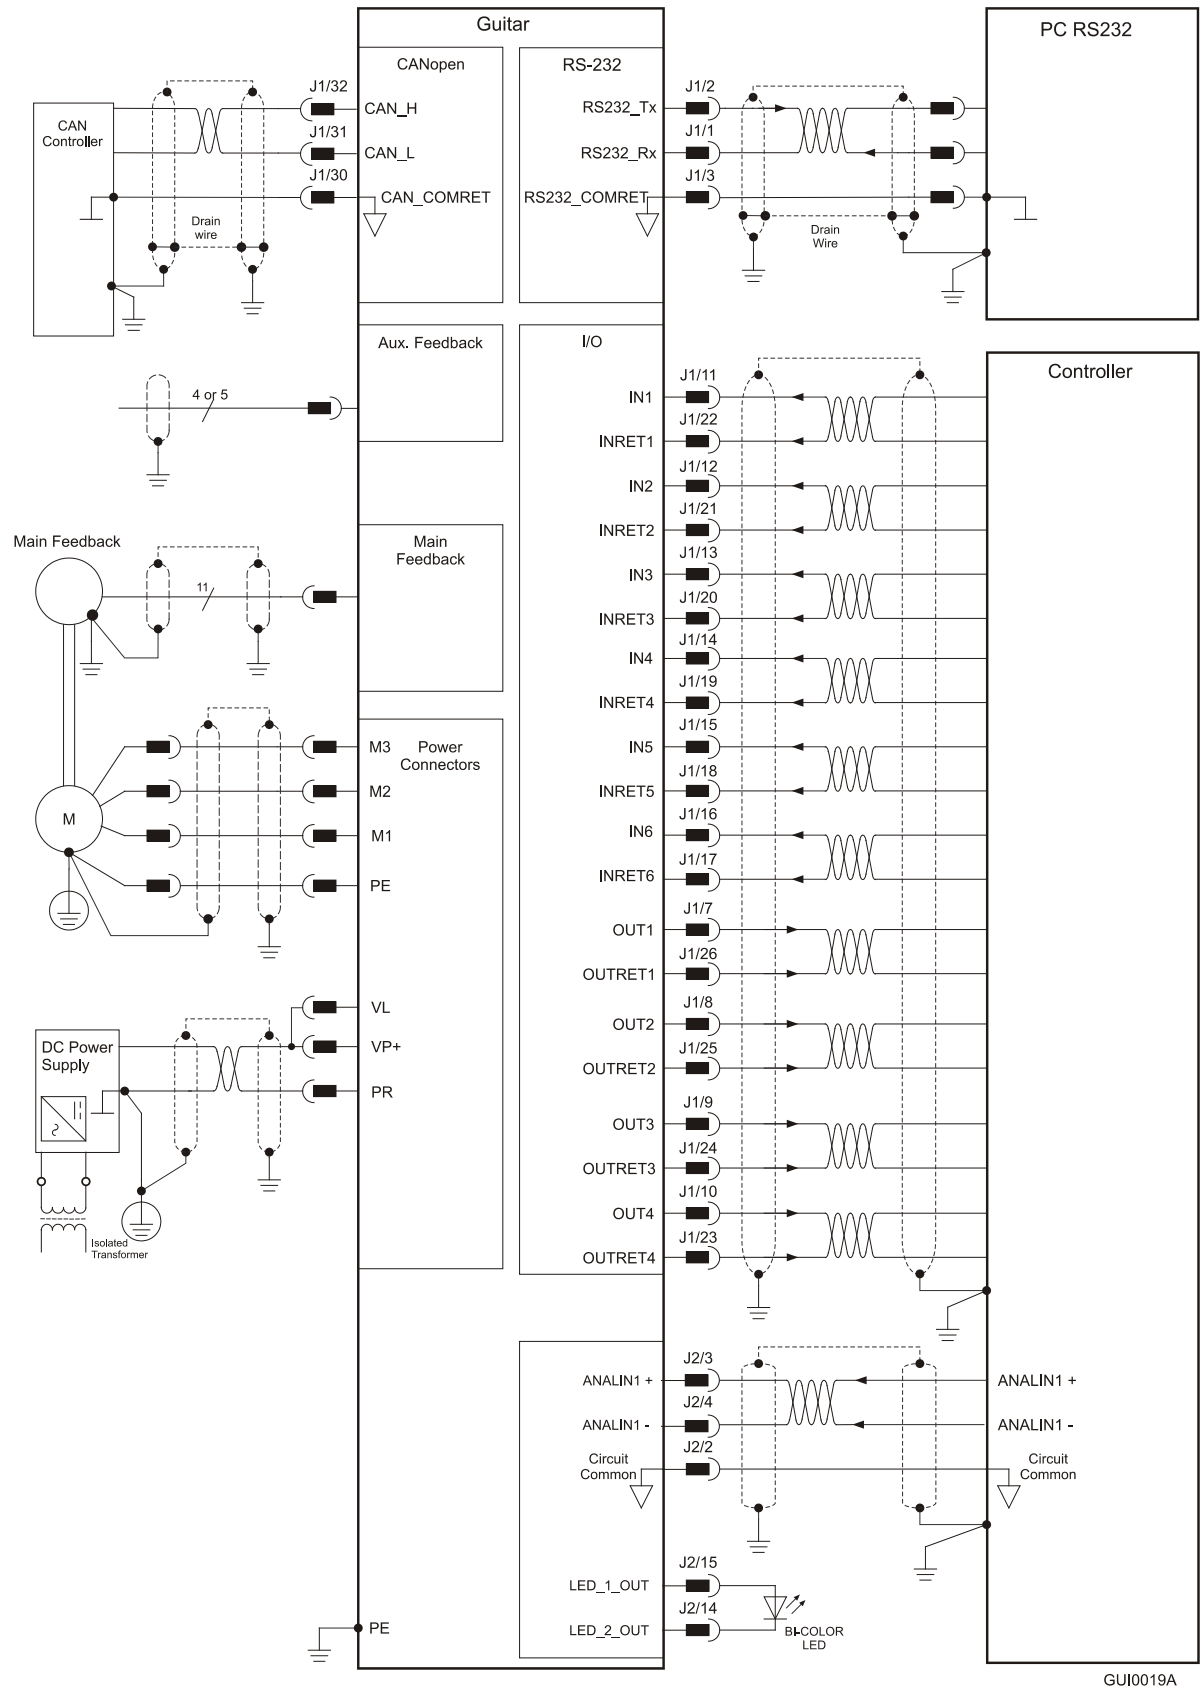 Guitar
PC RS232
CANopen
RS-232
CAN
Controller
J1/32
CAN_H
J1/31
CAN_L
J1/30
CAN_COMRET
Drain
wire
RS232_Tx
J1/2
RS232_Rx
J1/1
RS232_COMRET
J1/3
Drain
Wire
Aux. Feedback
4 or 5
Main Feedback
Main
Feedback
11
Power
Connectors
M3
M2
M1
PE
M
VL
VP+
PR
DC Power
Supply
Isolated
Transformer
PE
I/O
Controller
J1/11
IN1
J1/22
INRET1
J1/12
IN2
J1/21
INRET2
J1/13
IN3
J1/20
INRET3
J1/14
IN4
J1/19
INRET4
J1/15
IN5
J1/18
INRET5
J1/16
IN6
J1/17
INRET6
J1/7
OUT1
J1/26
OUTRET1
J1/8
OUT2
J1/25
OUTRET2
J1/9
OUT3
J1/24
OUTRET3
J1/10
OUT4
J1/23
OUTRET4
J2/3
ANALIN1 +
ANALIN1 +
J2/4
ANALIN1 -
ANALIN1 -
J2/2
Circuit
Common
Circuit
Common
J2/15
LED_1_OUT
J2/14
LED_2_OUT
BI-COLOR
LED
GUI0019A